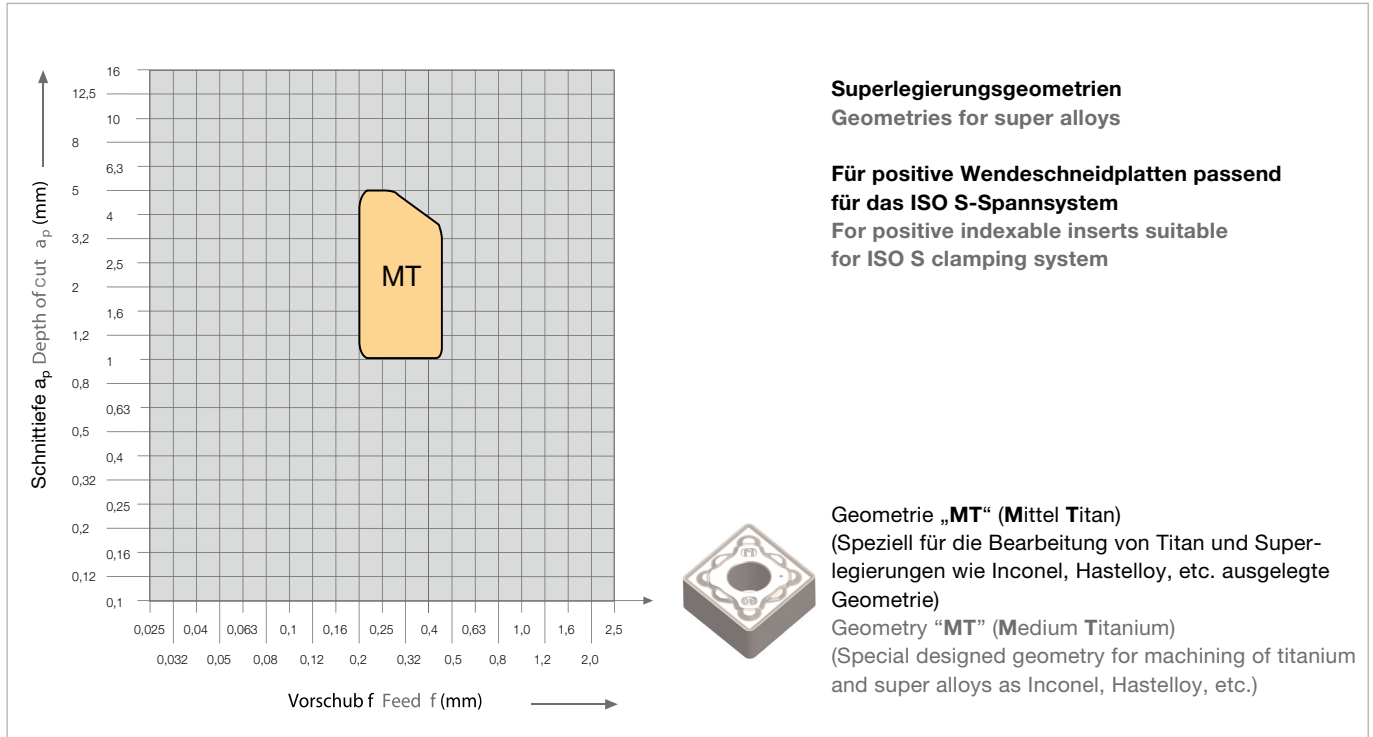 16
12,5
10
8
6,3
5
4
3,2
2,5
2
1,6
1,2
1
0,8
0,63
0,5
0,4
0,32
0,25
0,2
0,16
0,12
0,1
Schnittiefe ap Depth of cut ap (mm)
MT
0,025 0,04 0,063 0,1 0,16 0,25 0,4 0,63 1,0 1,6 2,5
0,032 0,05 0,08 0,12 0,2 0,32 0,5 0,8 1,2 2,0
Vorschub f Feed f (mm)
Superlegierungsgeometrien
Geometries for super alloys
Für positive Wendeschneidplatten passend
für das ISO S-Spannsystem
For positive indexable inserts suitable
for ISO S clamping system
Geometrie „MT“ (Mittel Titan)
(Speziell für die Bearbeitung von Titan und Super-
legierungen wie Inconel, Hastelloy, etc. ausgelegte
Geometrie)
Geometry “MT” (Medium Titanium)
(Special designed geometry for machining of titanium
and super alloys as Inconel, Hastelloy, etc.)